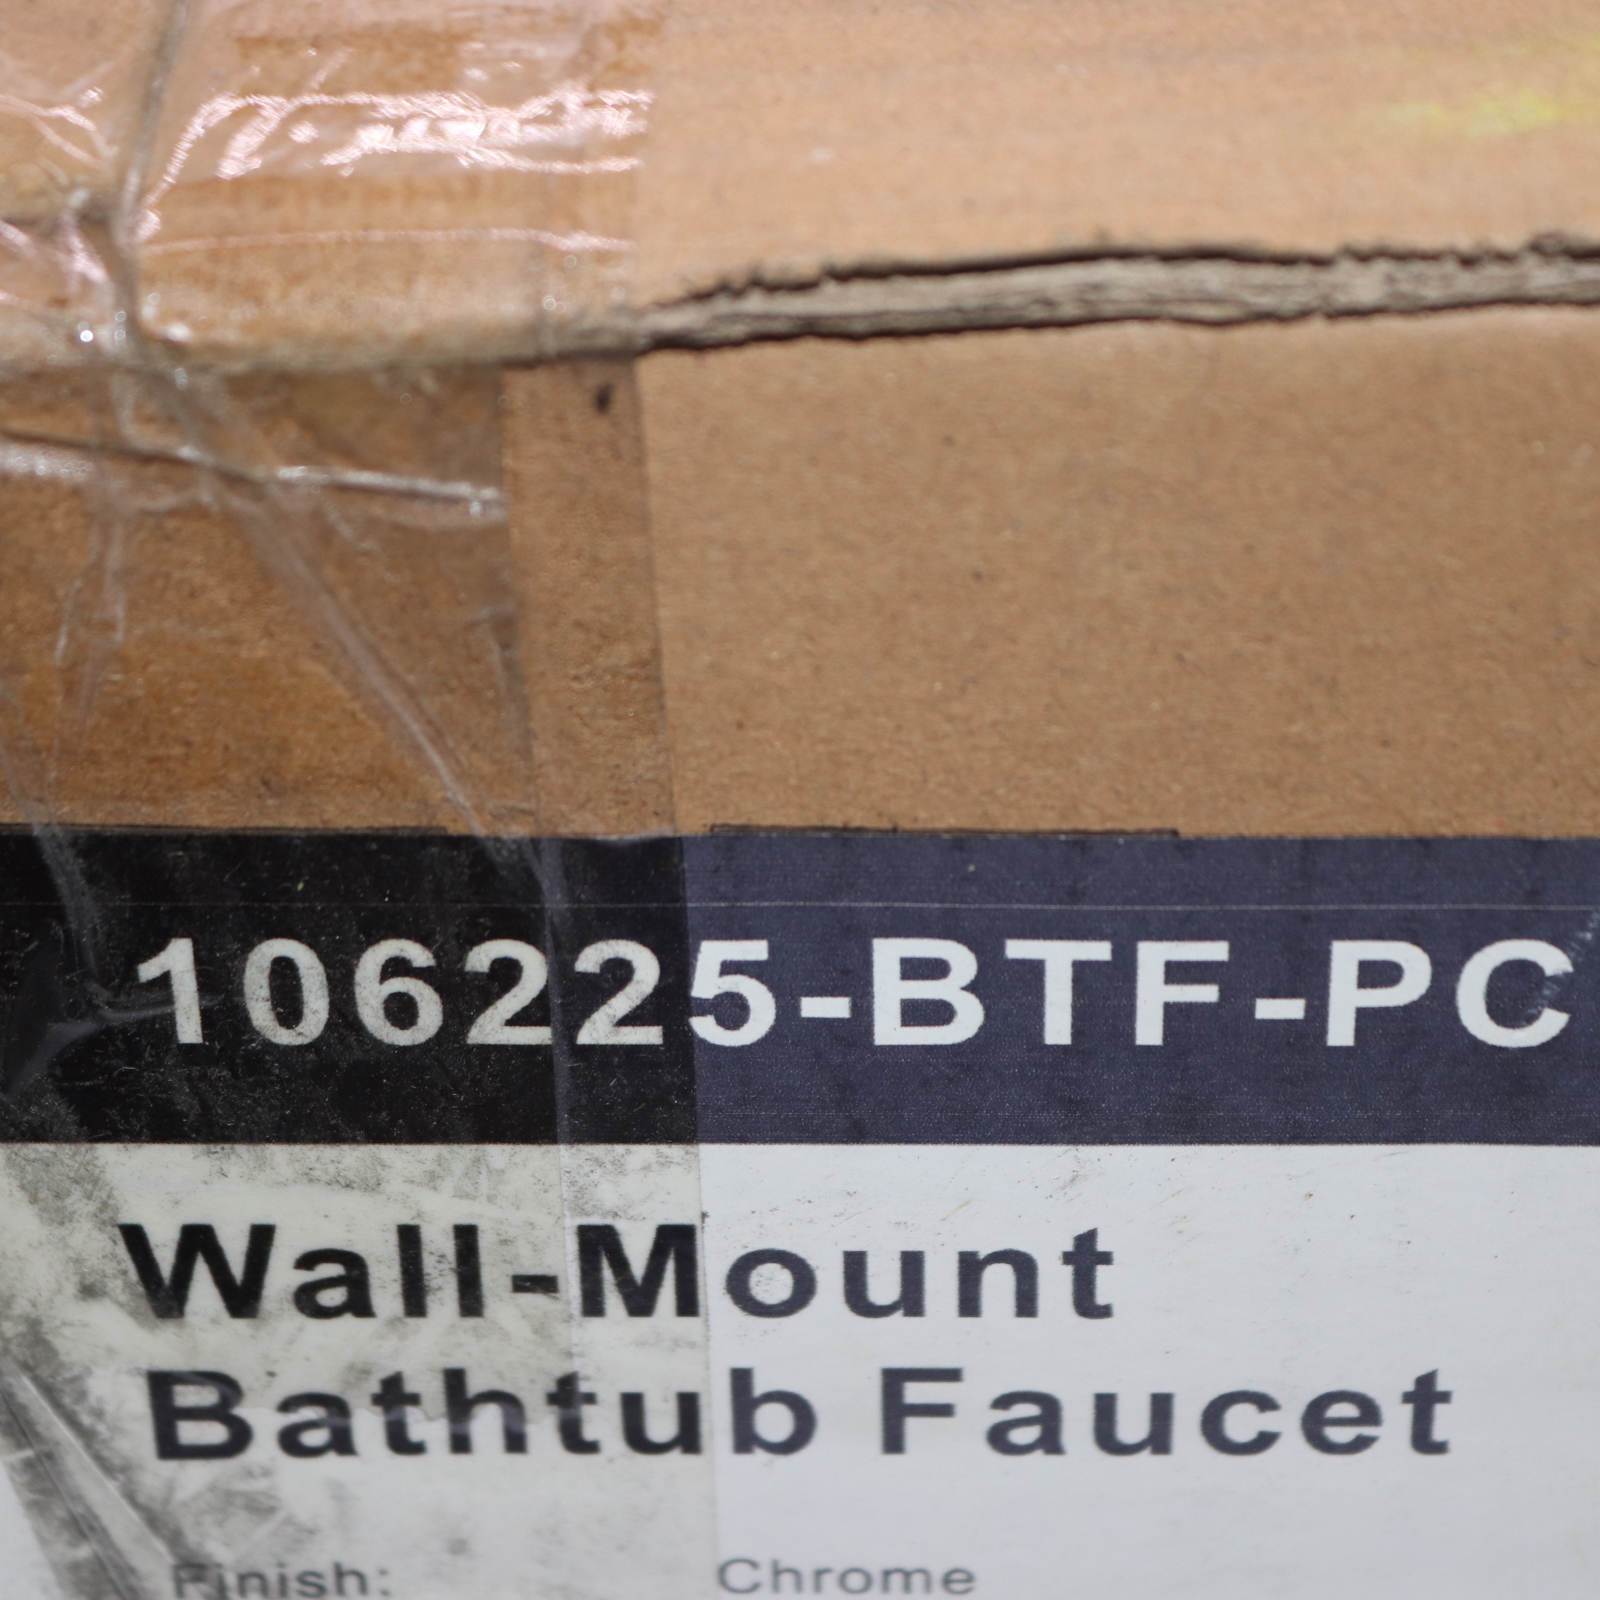 106225-BTF-PC
Wall-Mount
Bathtub Faucet
Finish: Chrome